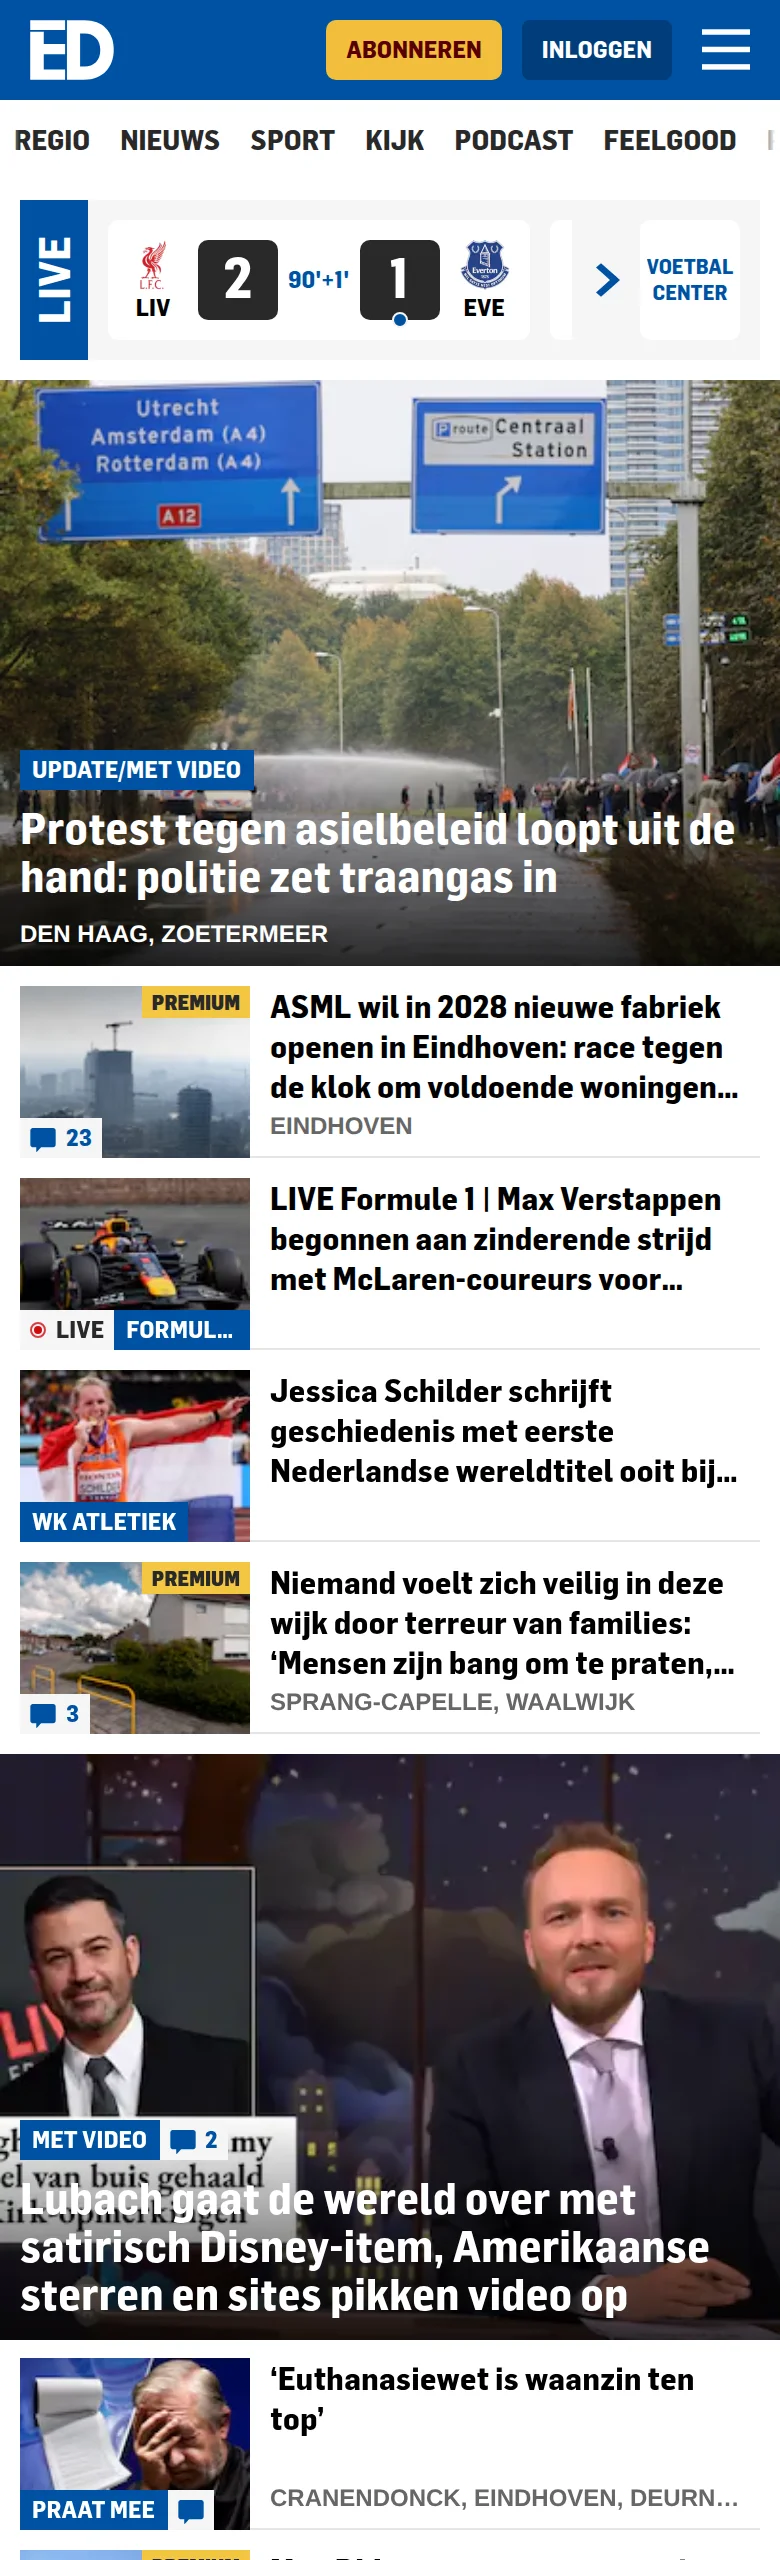 ED
ABONNEREN
INLOGGEN
REGIO NIEUWS SPORT KIJK PODCAST FEELGOOD
LIVE
L.F.C.
LIV
2
90'+1'
1
Everton
EVE
VOETBAL
CENTER
Utrecht
Amsterdam (A4)
Rotterdam (A4)
A12
P route Centraal
Station
UPDATE/MET VIDEO
Protest tegen asielbeleid loopt uit de
hand: politie zet traangas in
DEN HAAG, ZOETERMEER
PREMIUM
23
ASML wil in 2028 nieuwe fabriek
openen in Eindhoven: race tegen
de klok om voldoende woningen...
EINDHOVEN
LIVE FORMUL...
LIVE Formule 1 | Max Verstappen
begonnen aan zinderende strijd
met McLaren-coureurs voor...
SCHILDER
WK ATLETIEK
Jessica Schilder schrijft
geschiedenis met eerste
Nederlandse wereldtitel ooit bij...
PREMIUM
3
Niemand voelt zich veilig in deze
wijk door terreur van families:
‘Mensen zijn bang om te praten,...
SPRANG-CAPELLE, WAALWIJK
MET VIDEO
2
my
el van buis gehaald
Lubach gaat de wereld over met
satirisch Disney-item, Amerikaanse
sterren en sites pikken video op
PRAAT MEE
‘Euthanasiewet is waanzin ten
top’
CRANENDONCK, EINDHOVEN, DEURN...